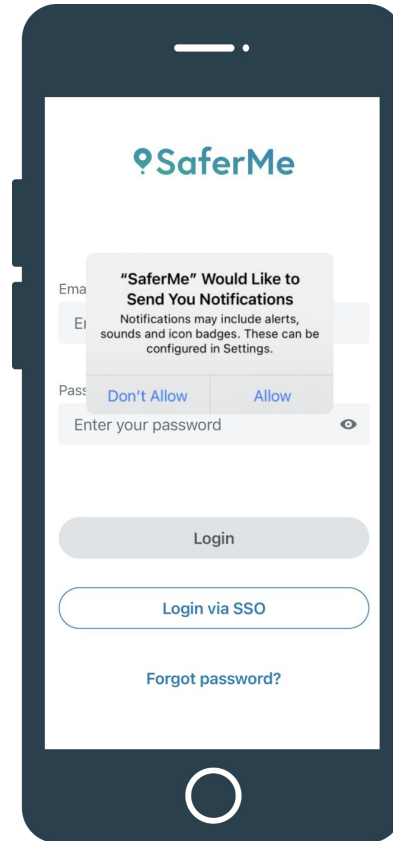 SaferMe
“SaferMe” Would Like to
Send You Notifications
Notifications may include alerts,
sounds and icon badges. These can be
configured in Settings.
Don’t Allow Allow
Enter your password
Login
Login via SSO
Forgot password?